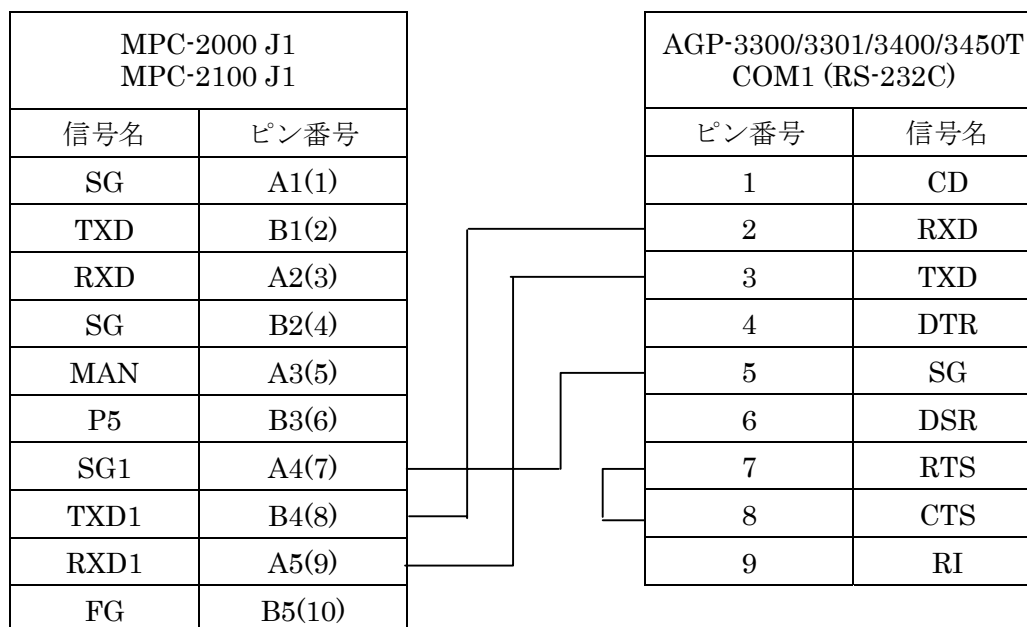 MPC-2000 J1
MPC-2100 J1
信号名 ピン番号
SG A1(1)
TXD B1(2)
RXD A2(3)
SG B2(4)
MAN A3(5)
P5 B3(6)
SG1 A4(7)
TXD1 B4(8)
RXD1 A5(9)
FG B5(10)
AGP-3300/3301/3400/3450T
COM1 (RS-232C)
ピン番号 信号名
1 CD
2 RXD
3 TXD
4 DTR
5 SG
6 DSR
7 RTS
8 CTS
9 RI